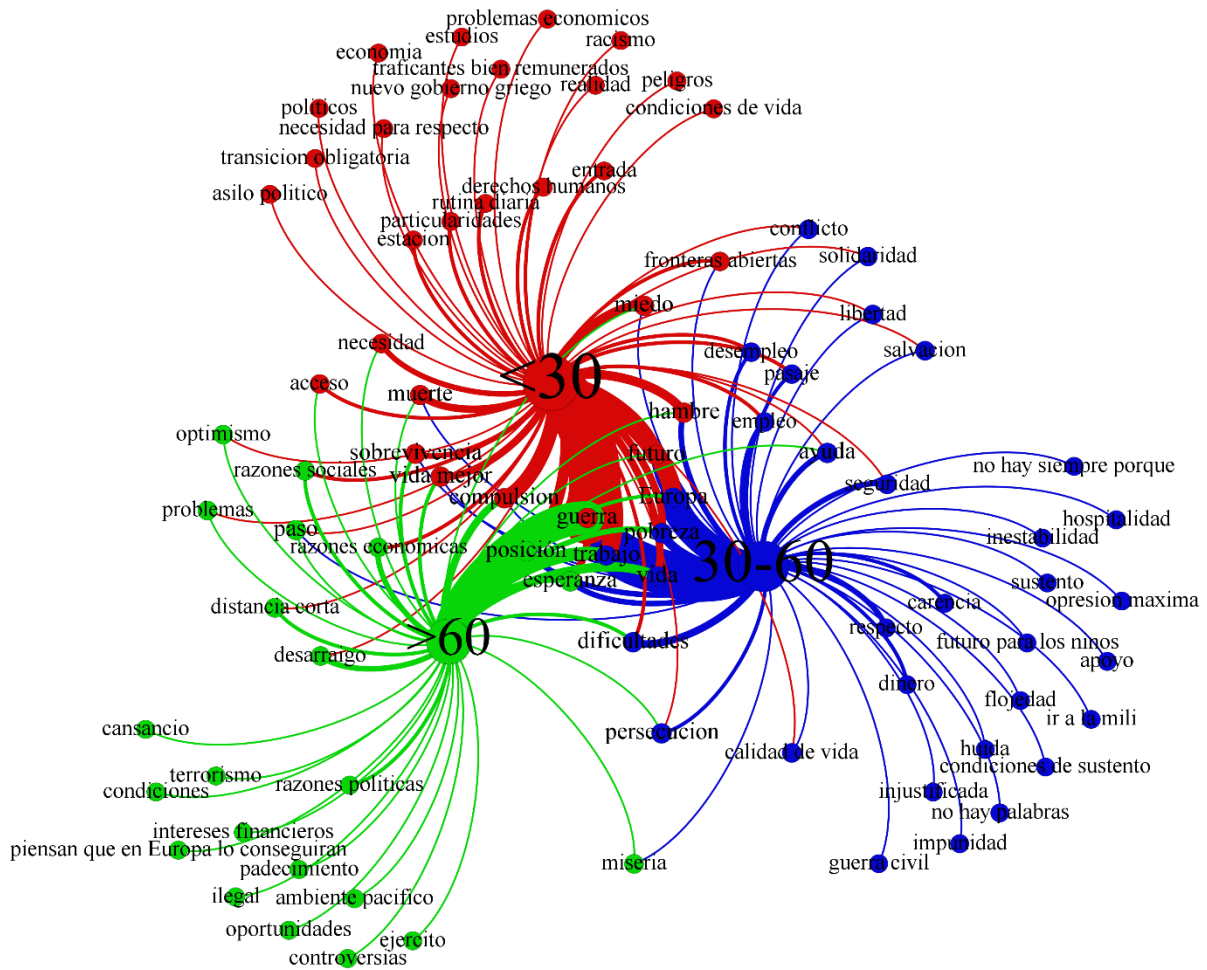 problemas economicos
estudios
racismo
economia
traficantes bien remunerados
nuevo gobierno griego
realidad
peligros
politicos
condiciones de vida
necesidad para respecto
transicion obligatoria
entrada
asilo politico
derechos humanos
rutina diaria
particularidades
estacion
conflicto
solidaridad
fronteras abiertas
miedo
libertad
necesidad
desempleo
salvacion
acceso
<30
pasaje
muerte
hambre
empleo
optimismo
sobrevivencia
futuro
ayuda
razones sociales
vida mejor
no hay siempre porque
seguridad
problemas
compulsion
Europa
paso
guerra
hospitalidad
razones economicas
pobreza
inestabilidad
posición
trabajo
30-60
esperanza
vida
sustento
opresion maxima
distancia corta
carencia
>60
dificultades
respecto
futuro para los ninos
desarraigo
apoyo
dinero
flojedad
cansancio
persecucion
ir a la mili
calidad de vida
huida
terrorismo
condiciones de sustento
condiciones
razones politicas
injustificada
no hay palabras
intereses financieros
impunidad
piensan que en Europa lo conseguiran
padecimiento
miseria
guerra civil
ilegal
ambiente pacifico
oportunidades
ejercito
controversias